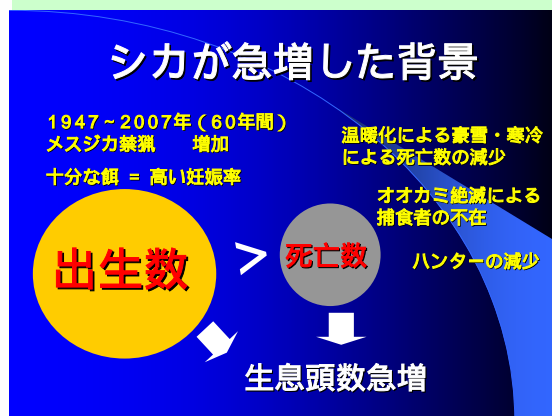 シカが急増した背景
1947～2007年(60年間)
メスジカ禁猟　増加
十分な餌 = 高い妊娠率
温暖化による豪雪・寒冷
による死亡数の減少
オオカミ絶滅による
捕食者の不在
ハンターの減少
出生数
>
死亡数
生息頭数急増